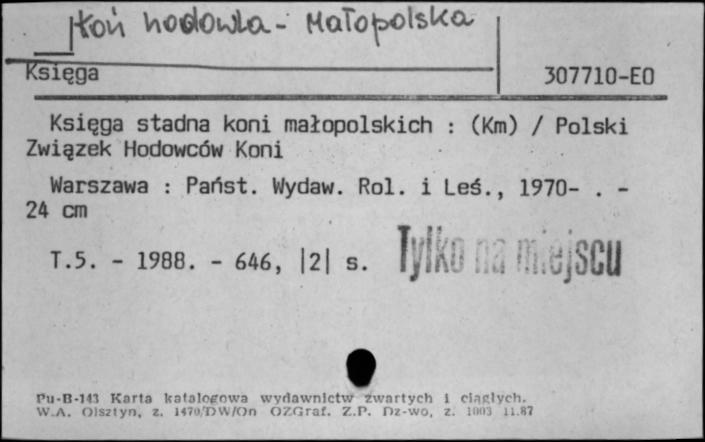 Koń hodowla - Małopolska
Księga
307710-EO
Księga stadna koni małopolskich : (Km) / Polski
Związek Hodowców Koni
Warszawa : Państ. Wydaw. Rol. i Leś., 1970- . -
24 cm
T.5. - 1988. - 646, |2| s.
Tylko na miejscu
Pu-B-143 Karta katalogowa wydawnictw zwartych i ciągłych.
W.A. Olsztyn, z. 1470/DW/On OZGraf. Z.P. Dz-wo, z. 1003 11.87